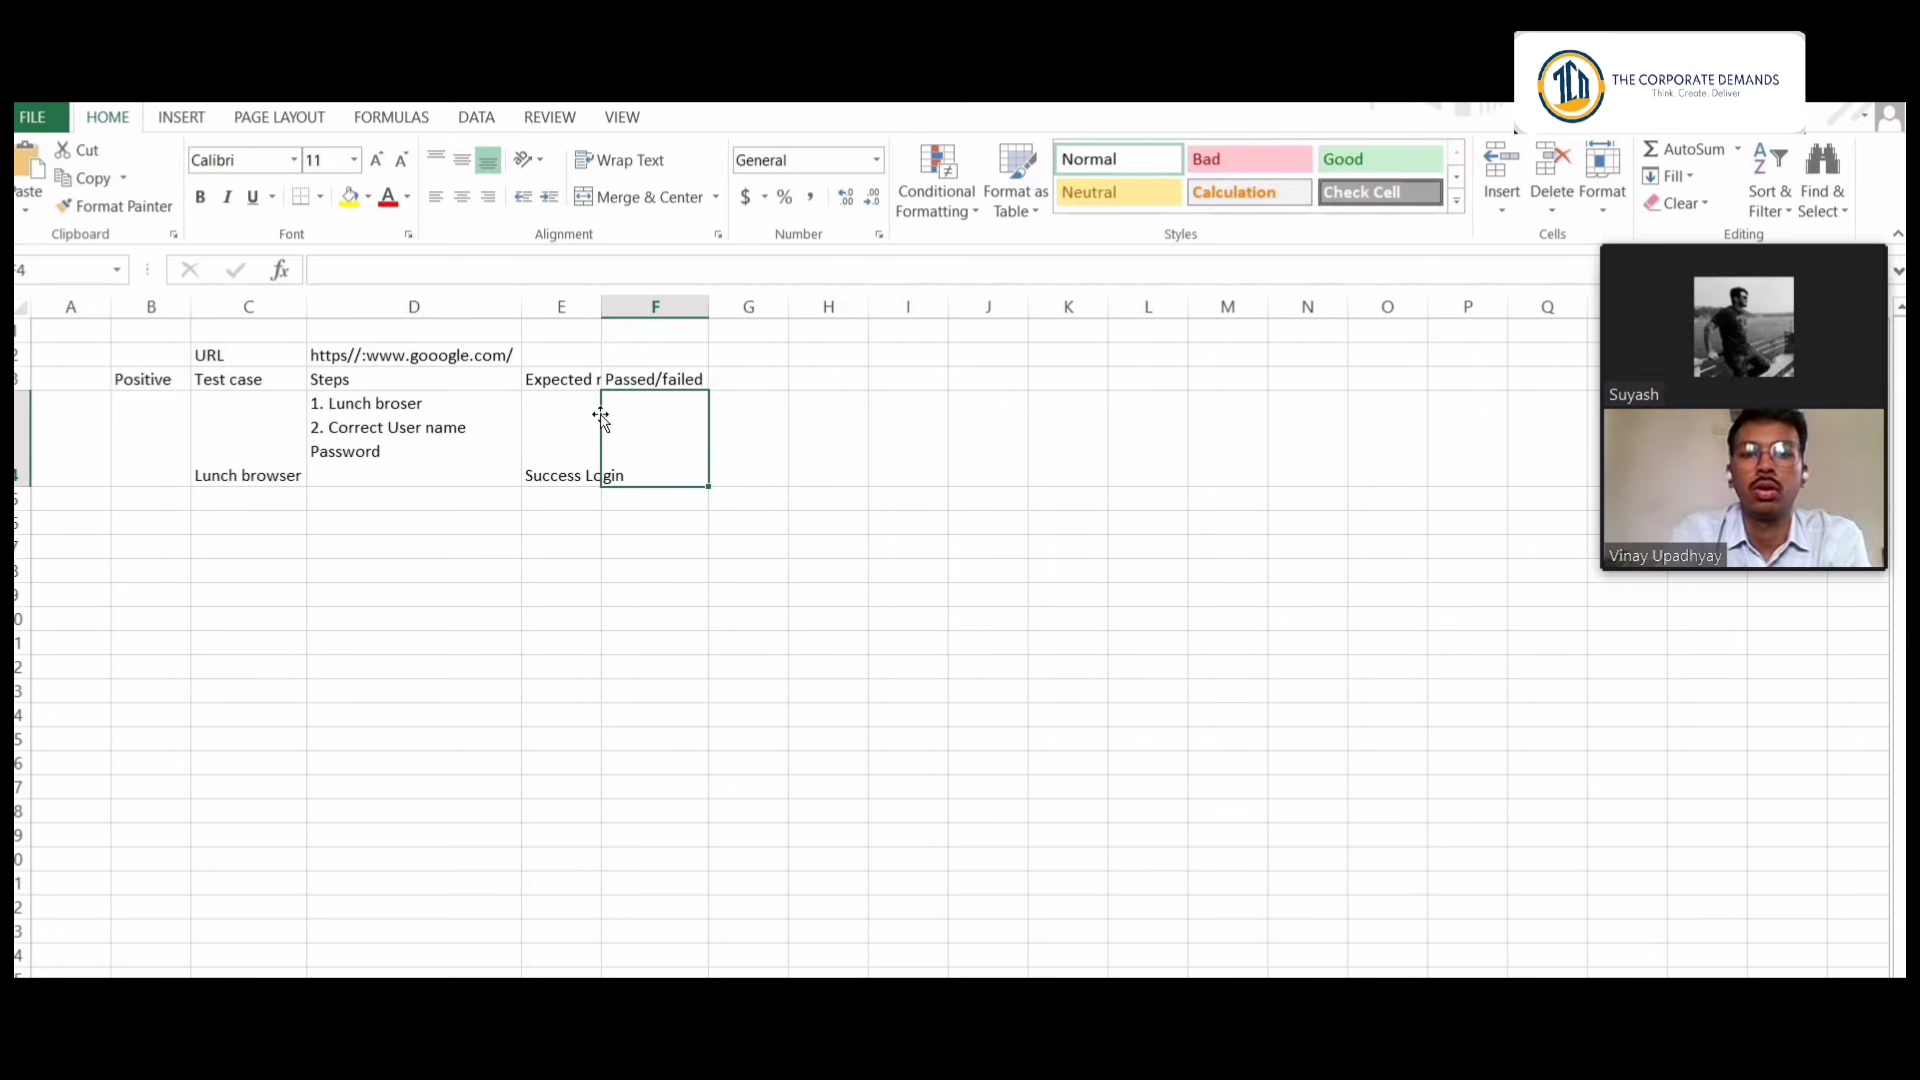 THE CORPORATE DEMANDS
Think. Create. Deliver
FILE HOME INSERT PAGE LAYOUT FORMULAS DATA REVIEW VIEW
Cut
Copy
Format Painter
Clipboard
Calibri 11
B I U A
Font
Wrap Text
Merge & Center
Alignment
General
$ %
Number
Conditional Formatting
Format as Table
Normal Bad Good
Neutral Calculation Check Cell
Styles
Insert Delete Format
Cells
AutoSum
Fill
Clear
Sort & Filter
Find & Select
Editing
fx
A B C D E F G H I J K L M N O P Q
URL https//:www.gooogle.com/
Positive Test case Steps Expected r Passed/failed
1. Lunch broser
2. Correct User name
Password
Lunch browser Success Login
Suyash
Vinay Upadhyay